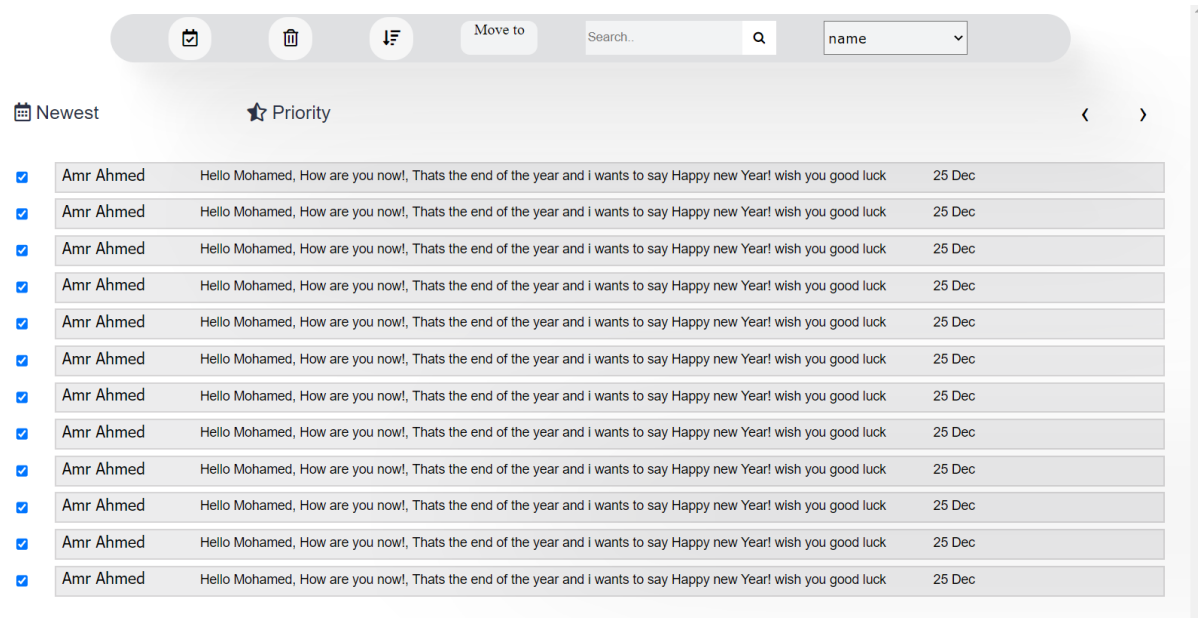 Move to Search.. name
Newest Priority
Amr Ahmed Hello Mohamed, How are you now!, Thats the end of the year and i wants to say Happy new Year! wish you good luck 25 Dec
Amr Ahmed Hello Mohamed, How are you now!, Thats the end of the year and i wants to say Happy new Year! wish you good luck 25 Dec
Amr Ahmed Hello Mohamed, How are you now!, Thats the end of the year and i wants to say Happy new Year! wish you good luck 25 Dec
Amr Ahmed Hello Mohamed, How are you now!, Thats the end of the year and i wants to say Happy new Year! wish you good luck 25 Dec
Amr Ahmed Hello Mohamed, How are you now!, Thats the end of the year and i wants to say Happy new Year! wish you good luck 25 Dec
Amr Ahmed Hello Mohamed, How are you now!, Thats the end of the year and i wants to say Happy new Year! wish you good luck 25 Dec
Amr Ahmed Hello Mohamed, How are you now!, Thats the end of the year and i wants to say Happy new Year! wish you good luck 25 Dec
Amr Ahmed Hello Mohamed, How are you now!, Thats the end of the year and i wants to say Happy new Year! wish you good luck 25 Dec
Amr Ahmed Hello Mohamed, How are you now!, Thats the end of the year and i wants to say Happy new Year! wish you good luck 25 Dec
Amr Ahmed Hello Mohamed, How are you now!, Thats the end of the year and i wants to say Happy new Year! wish you good luck 25 Dec
Amr Ahmed Hello Mohamed, How are you now!, Thats the end of the year and i wants to say Happy new Year! wish you good luck 25 Dec
Amr Ahmed Hello Mohamed, How are you now!, Thats the end of the year and i wants to say Happy new Year! wish you good luck 25 Dec